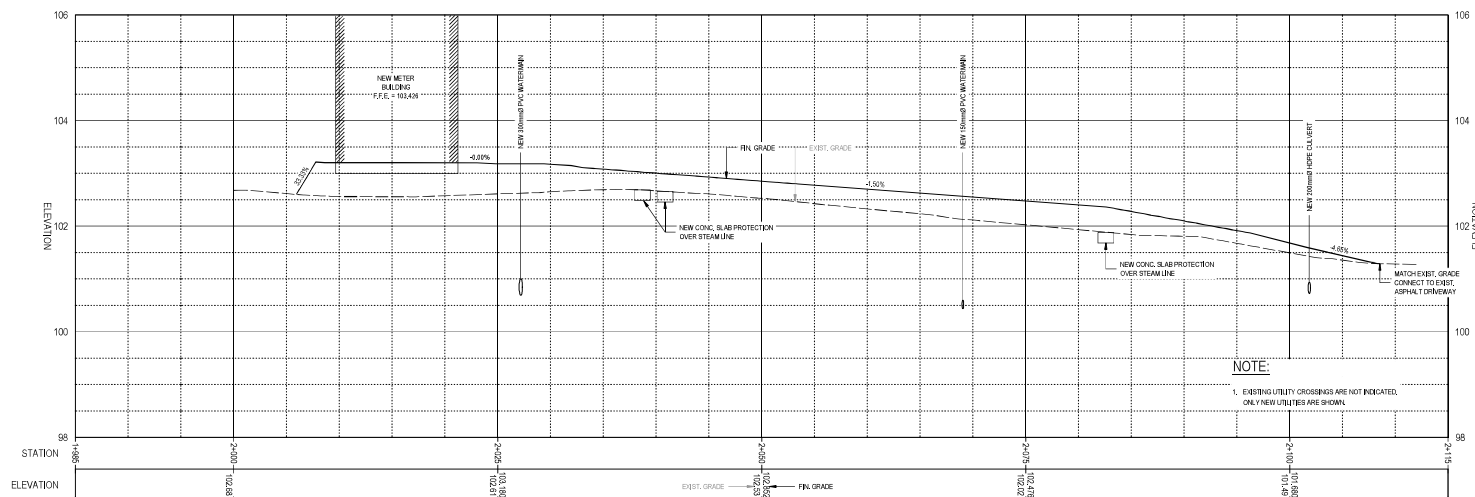 106
106
NEW METER
BUILDING
F.F.E. = 103.426
NEW 300mmØ PVC WATERMAIN
NEW 150mmØ PVC WATERMAIN
NEW 200mmØ HDPE CULVERT
104
104
33.33%
-0.00%
FIN. GRADE
EXIST. GRADE
-1.50%
-4.65%
ELEVATION
ELEVATION
102
102
NEW CONC. SLAB PROTECTION
OVER STEAM LINE
NEW CONC. SLAB PROTECTION
OVER STEAM LINE
MATCH EXIST. GRADE
CONNECT TO EXIST.
ASPHALT DRIVEWAY
100
100
NOTE:
1. EXISTING UTILITY CROSSINGS ARE NOT INDICATED.
ONLY NEW UTILITIES ARE SHOWN.
98
98
STATION
1+985
2+000
2+025
2+050
2+075
2+100
2+115
ELEVATION
102.68
103.180
102.61
EXIST. GRADE
102.852
102.53
FIN. GRADE
102.476
102.02
101.680
101.49